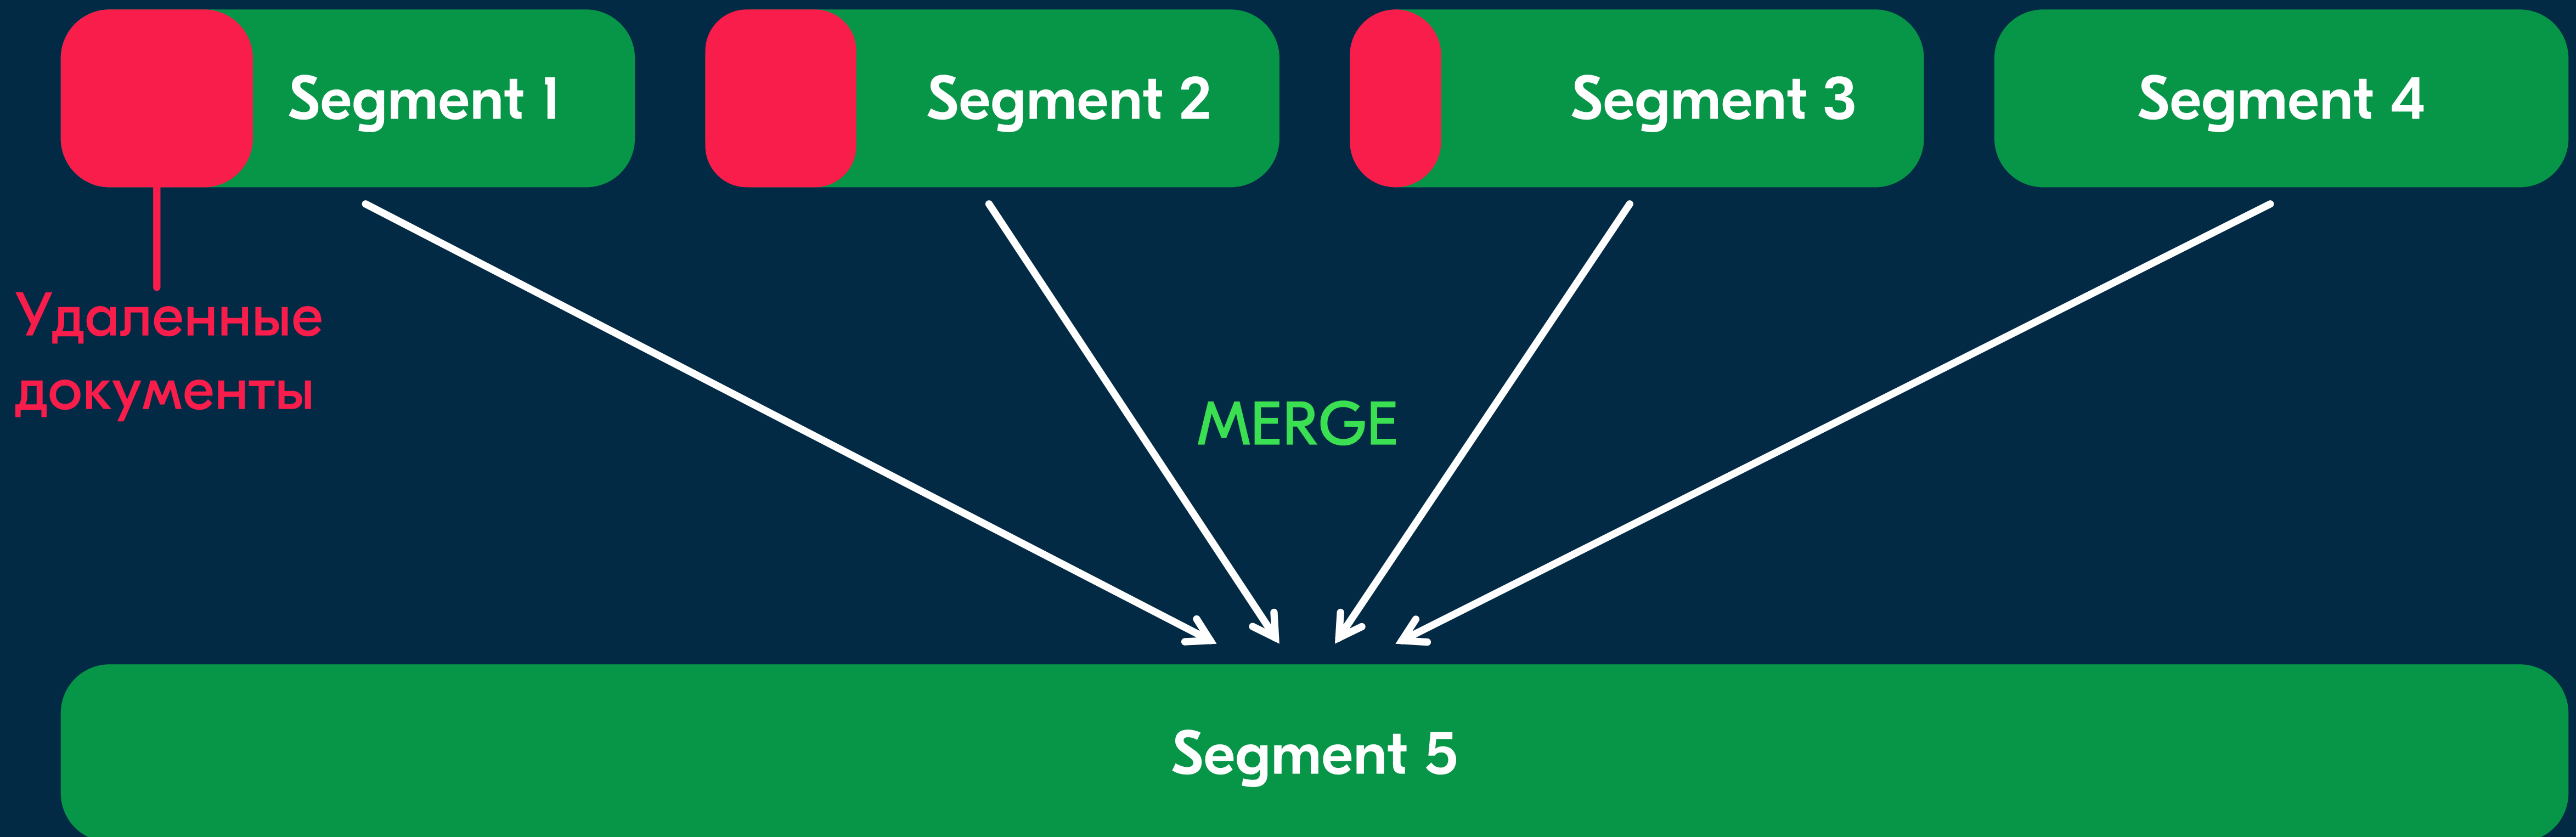 Segment 1
Segment 2
Segment 3
Segment 4
Удаленные
документы
MERGE
Segment 5